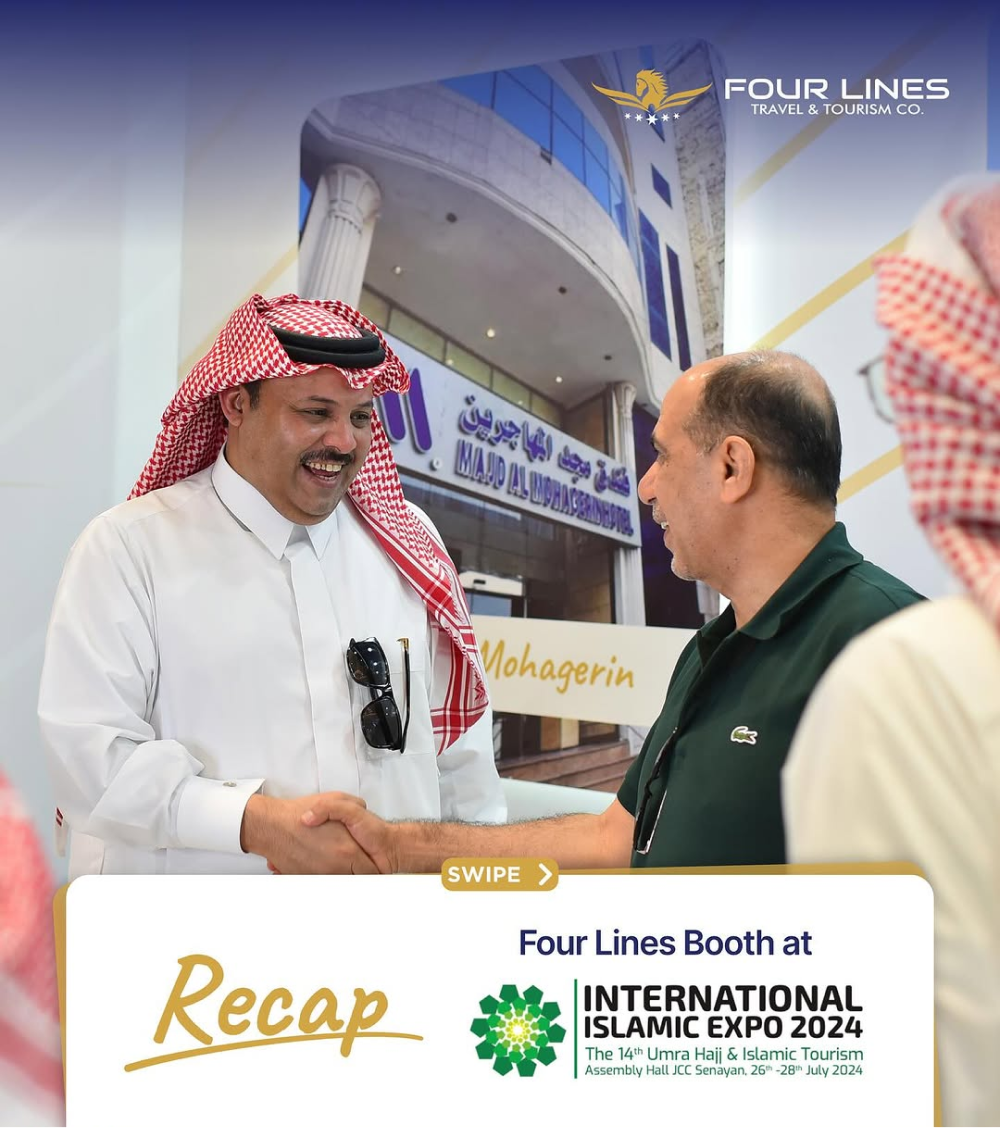 FOUR LINES
TRAVEL & TOURISM CO.
فندق مجد المهاجرين
MAJD AL MOHAGERIN HOTEL
Mohagerin
SWIPE
Recap
Four Lines Booth at
INTERNATIONAL
ISLAMIC EXPO 2024
The 14th Umra Hajj & Islamic Tourism
Assembly Hall JCC Senayan, 26th -28th July 2024